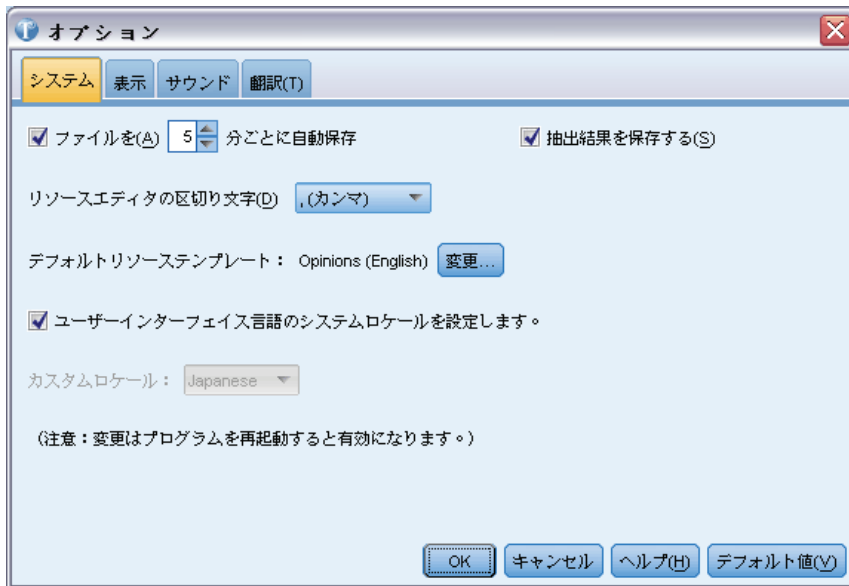 オプション
システム 表示 サウンド 翻訳(T)
ファイルを(A) 5 分ごとに自動保存 抽出結果を保存する(S)
リソースエディタの区切り文字(D) , (カンマ)
デフォルトリソーステンプレート： Opinions (English) 変更...
ユーザーインターフェイス言語のシステムロケールを設定します。
カスタムロケール： Japanese
(注意：変更はプログラムを再起動すると有効になります。)
OK キャンセル ヘルプ(H) デフォルト値(V)